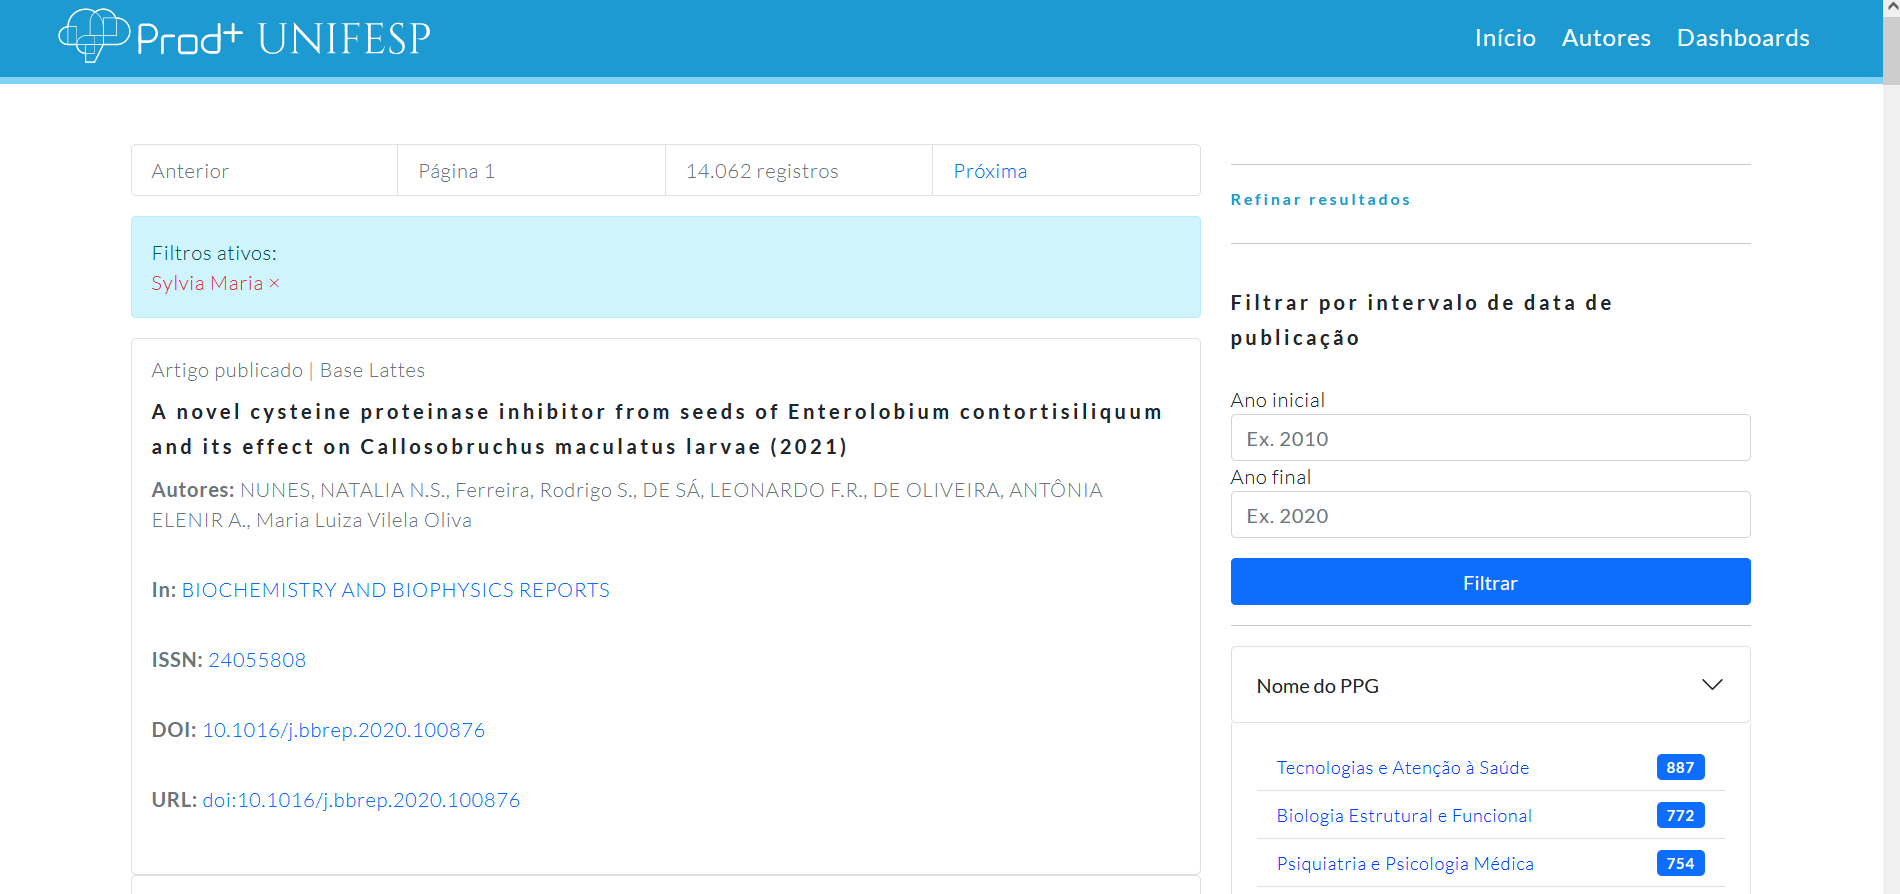 Prod+ UNIFESP
Início Autores Dashboards
Anterior Página 1 14.062 registros Próxima
Filtros ativos:
Sylvia Maria ×
Artigo publicado | Base Lattes
A novel cysteine proteinase inhibitor from seeds of Enterolobium contortisiliquum
and its effect on Callosobruchus maculatus larvae (2021)
Autores: NUNES, NATALIA N.S., Ferreira, Rodrigo S., DE SÁ, LEONARDO F.R., DE OLIVEIRA, ANTÔNIA
ELENIR A., Maria Luiza Vilela Oliva
In: BIOCHEMISTRY AND BIOPHYSICS REPORTS
ISSN: 24055808
DOI: 10.1016/j.bbrep.2020.100876
URL: doi:10.1016/j.bbrep.2020.100876
Refinar resultados
Filtrar por intervalo de data de
publicação
Ano inicial
Ex. 2010
Ano final
Ex. 2020
Filtrar
Nome do PPG
Tecnologias e Atenção à Saúde 887
Biologia Estrutural e Funcional 772
Psiquiatria e Psicologia Médica 754